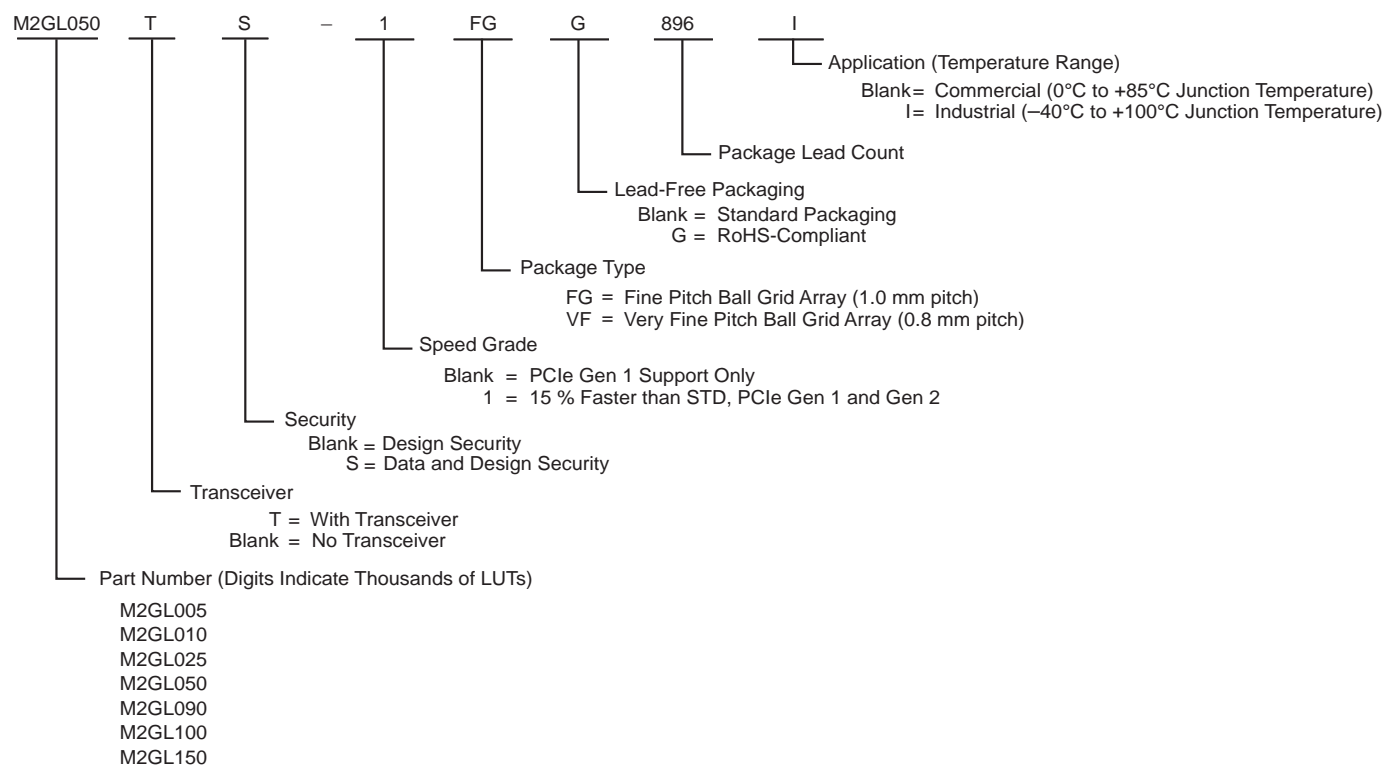 M2GL050 T S – 1 FG G 896 I
Application (Temperature Range)
Blank= Commercial (0°C to +85°C Junction Temperature)
I= Industrial (–40°C to +100°C Junction Temperature)
Package Lead Count
Lead-Free Packaging
Blank = Standard Packaging
G = RoHS-Compliant
Package Type
FG = Fine Pitch Ball Grid Array (1.0 mm pitch)
VF = Very Fine Pitch Ball Grid Array (0.8 mm pitch)
Speed Grade
Blank = PCIe Gen 1 Support Only
1 = 15 % Faster than STD, PCIe Gen 1 and Gen 2
Security
Blank = Design Security
S = Data and Design Security
Transceiver
T = With Transceiver
Blank = No Transceiver
Part Number (Digits Indicate Thousands of LUTs)
M2GL005
M2GL010
M2GL025
M2GL050
M2GL090
M2GL100
M2GL150